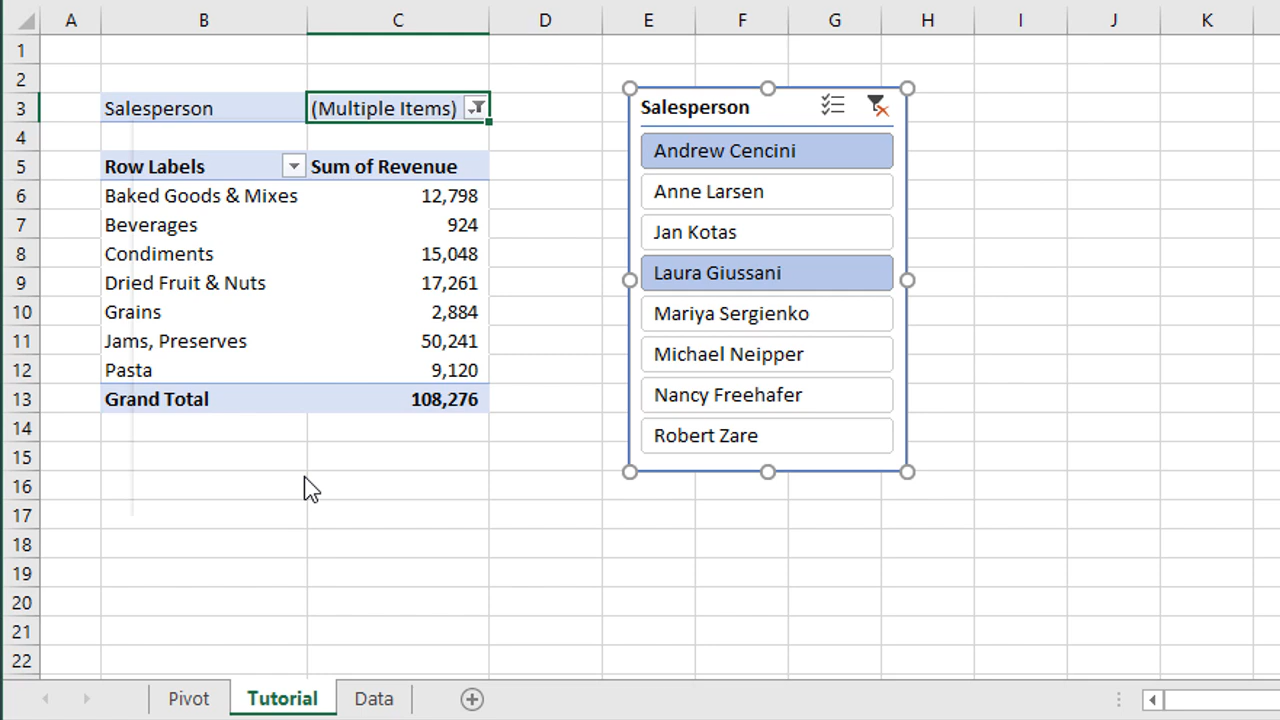 A B C D E F G H I J K
1
2
3 Salesperson (Multiple Items) Salesperson
4
5 Row Labels Sum of Revenue Andrew Cencini
6 Baked Goods & Mixes 12,798 Anne Larsen
7 Beverages 924 Jan Kotas
8 Condiments 15,048
9 Dried Fruit & Nuts 17,261 Laura Giussani
10 Grains 2,884 Mariya Sergienko
11 Jams, Preserves 50,241 Michael Neipper
12 Pasta 9,120
13 Grand Total 108,276 Nancy Freehafer
14 Robert Zare
15
16
17
18
19
20
21
22
Pivot Tutorial Data